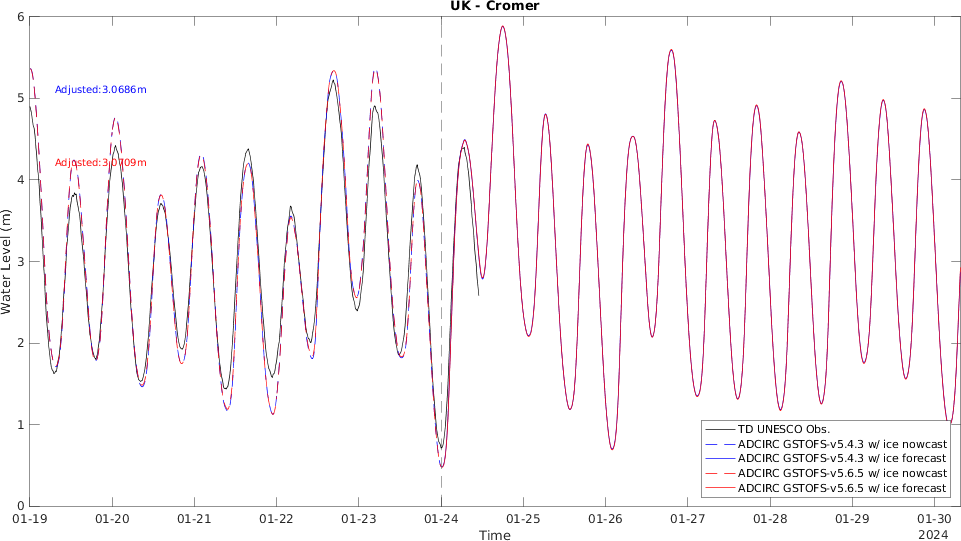 UK - Cromer
6
5
4
3
2
1
0
Water Level (m)
Adjusted:3.0686m
Adjusted:3.0709m
01-19 01-20 01-21 01-22 01-23 01-24 01-25 01-26 01-27 01-28 01-29 01-30
2024
Time
TD UNESCO Obs.
ADCIRC GSTOFS-v5.4.3 w/ ice nowcast
ADCIRC GSTOFS-v5.4.3 w/ ice forecast
ADCIRC GSTOFS-v5.6.5 w/ ice nowcast
ADCIRC GSTOFS-v5.6.5 w/ ice forecast